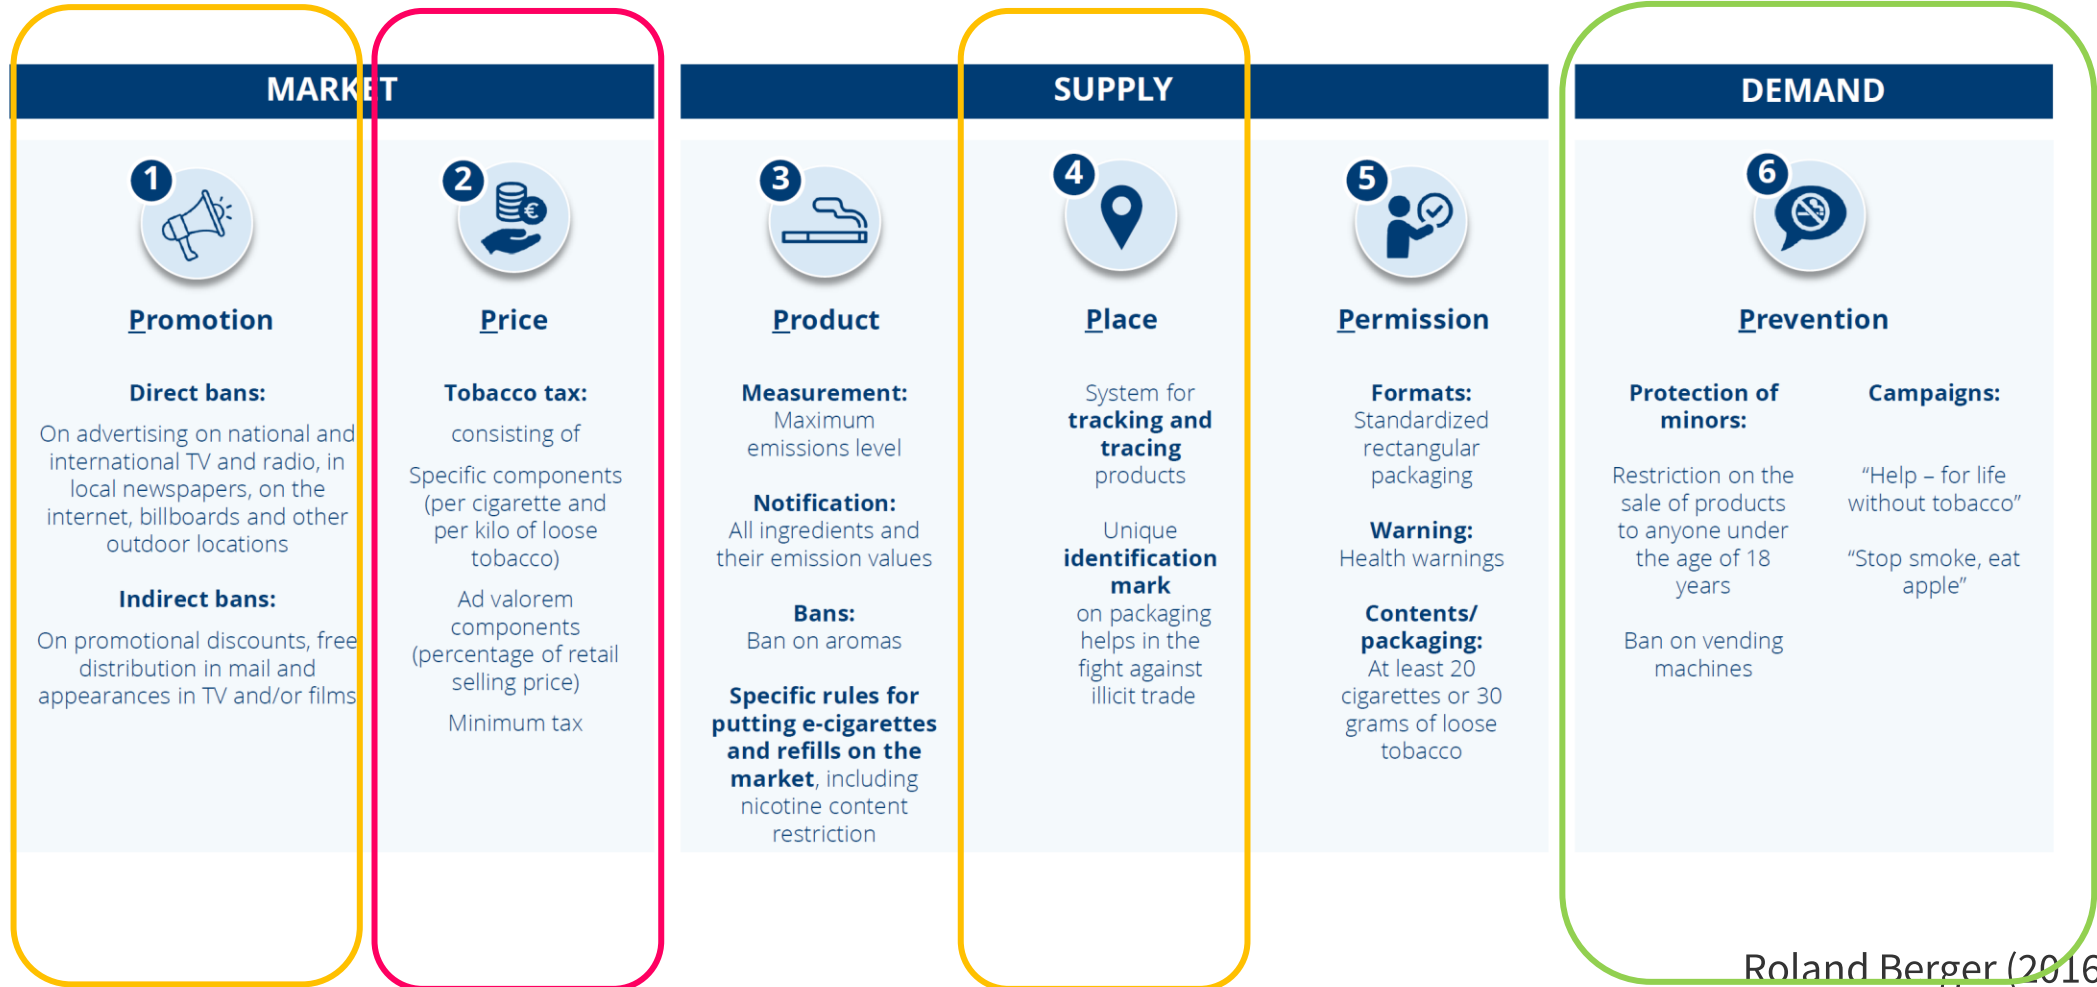 MARKET
1
Promotion
Direct bans:
On advertising on national and
international TV and radio, in
local newspapers, on the
internet, billboards and other
outdoor locations
Indirect bans:
On promotional discounts, free
distribution in mail and
appearances in TV and/or films
2
€
Price
Tobacco tax:
consisting of
Specific components
(per cigarette and
per kilo of loose
tobacco)
Ad valorem
components
(percentage of retail
selling price)
Minimum tax
SUPPLY
3
Product
Measurement:
Maximum
emissions level
Notification:
All ingredients and
their emission values
Bans:
Ban on aromas
Specific rules for
putting e-cigarettes
and refills on the
market, including
nicotine content
restriction
4
Place
System for
tracking and
tracing
products
Unique
identification
mark
on packaging
helps in the
fight against
illicit trade
5
Permission
Formats:
Standardized
rectangular
packaging
Warning:
Health warnings
Contents/
packaging:
At least 20
cigarettes or 30
grams of loose
tobacco
DEMAND
6
Prevention
Protection of
minors:
Restriction on the
sale of products
to anyone under
the age of 18
years
Ban on vending
machines
Campaigns:
“Help – for life
without tobacco”
“Stop smoke, eat
apple”
Roland Berger (2016